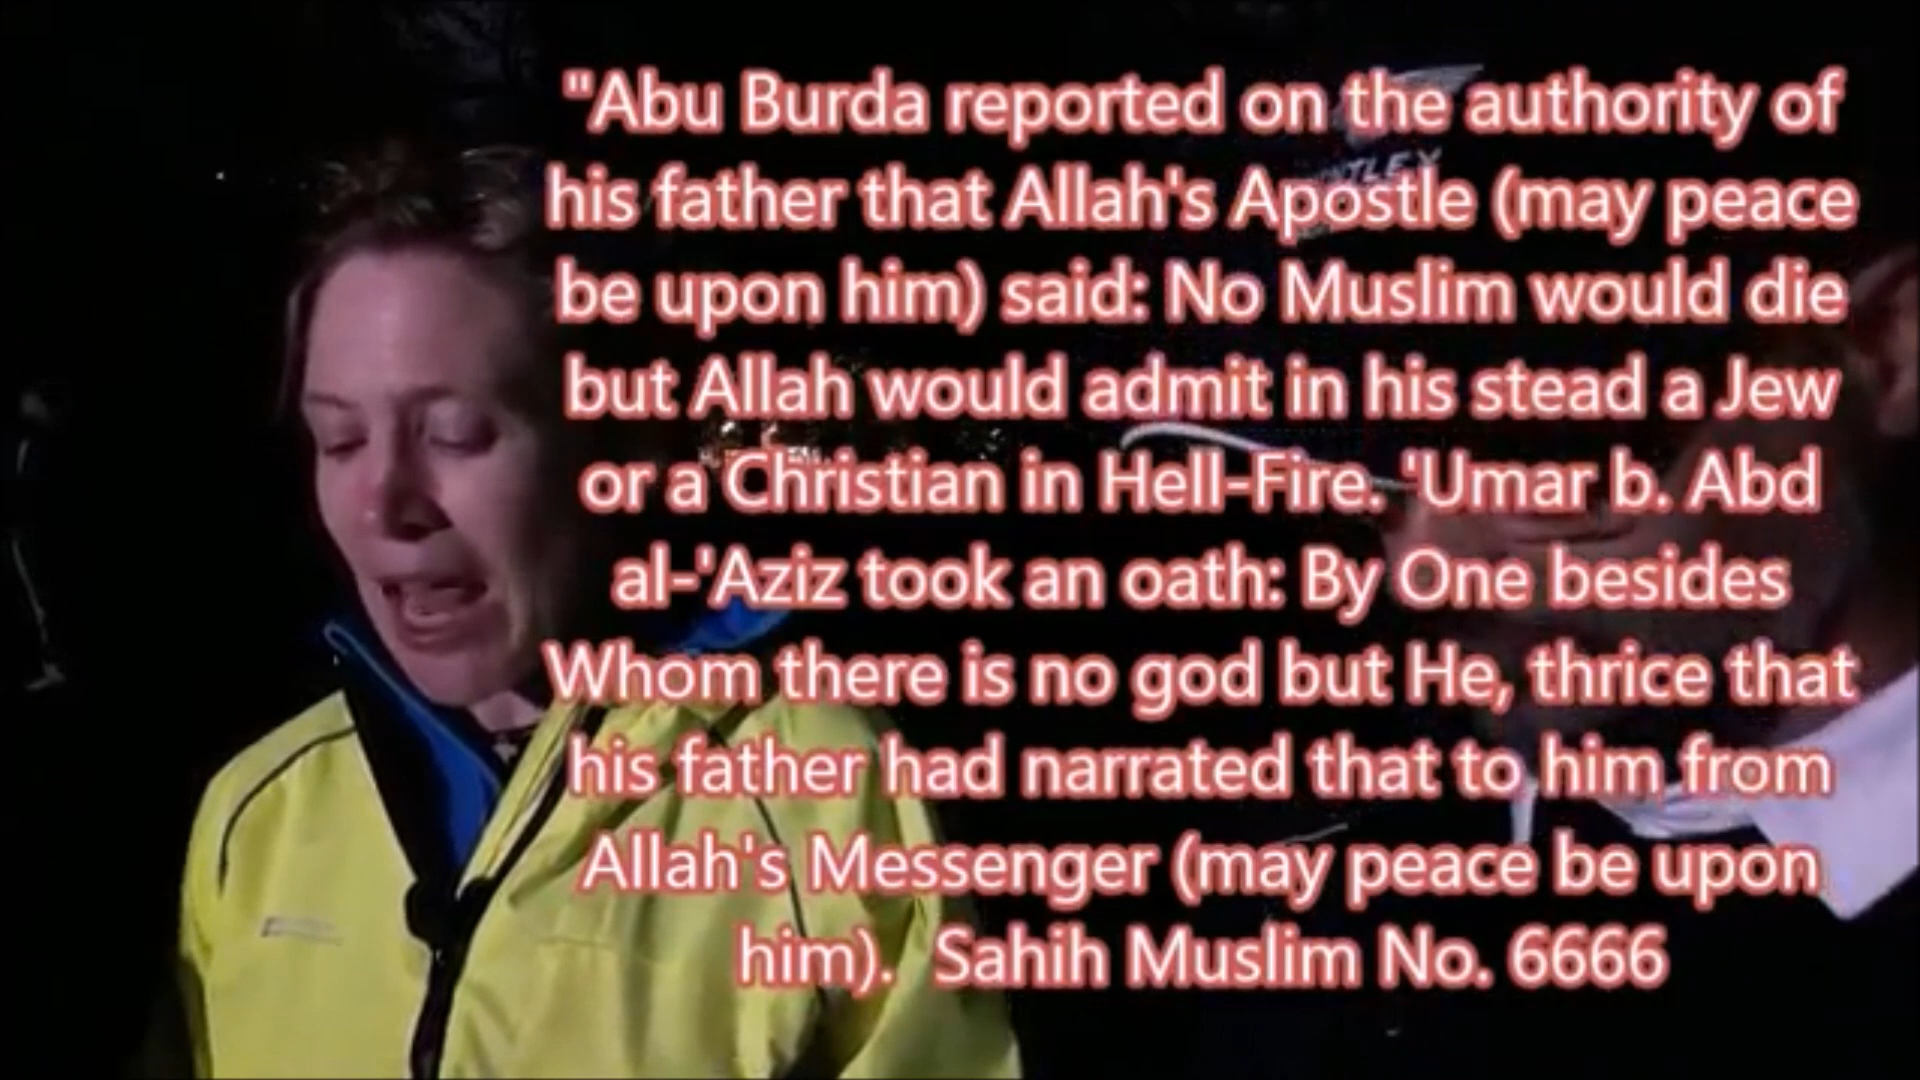 "Abu Burda reported on the authority of
his father that Allah's Apostle (may peace
be upon him) said: No Muslim would die
but Allah would admit in his stead a Jew
or a Christian in Hell-Fire. 'Umar b. Abd
al-'Aziz took an oath: By One besides
Whom there is no god but He, thrice that
his father had narrated that to him from
Allah's Messenger (may peace be upon
him).  Sahih Muslim No. 6666